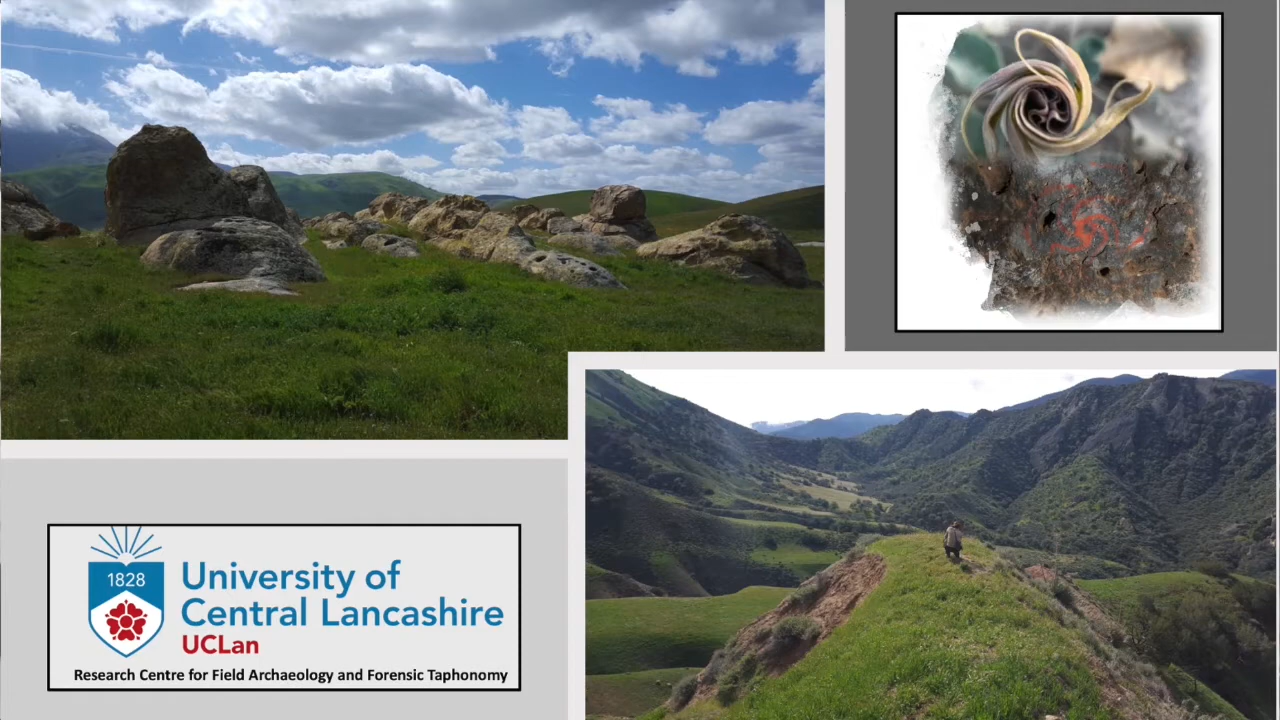 1828
University of
Central Lancashire
UCLan
Research Centre for Field Archaeology and Forensic Taphonomy